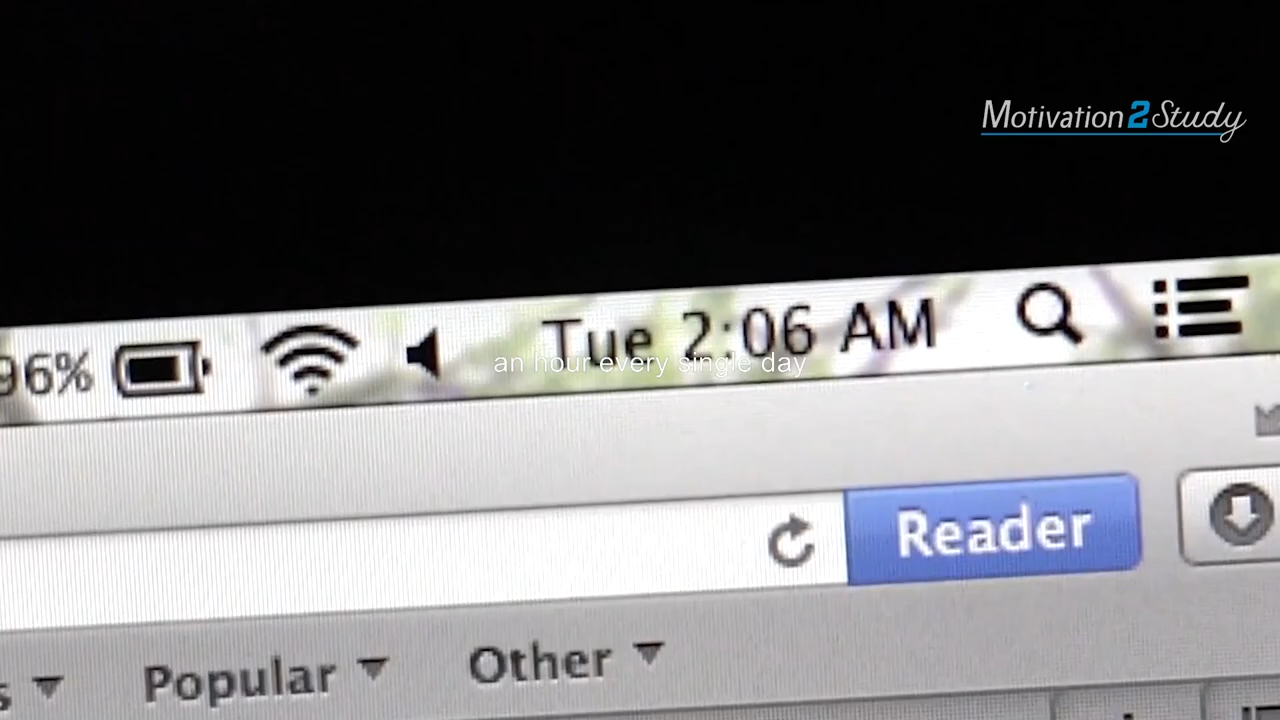 Motivation2Study
96% Tue 2:06 AM
an hour every single day
Reader
Popular Other